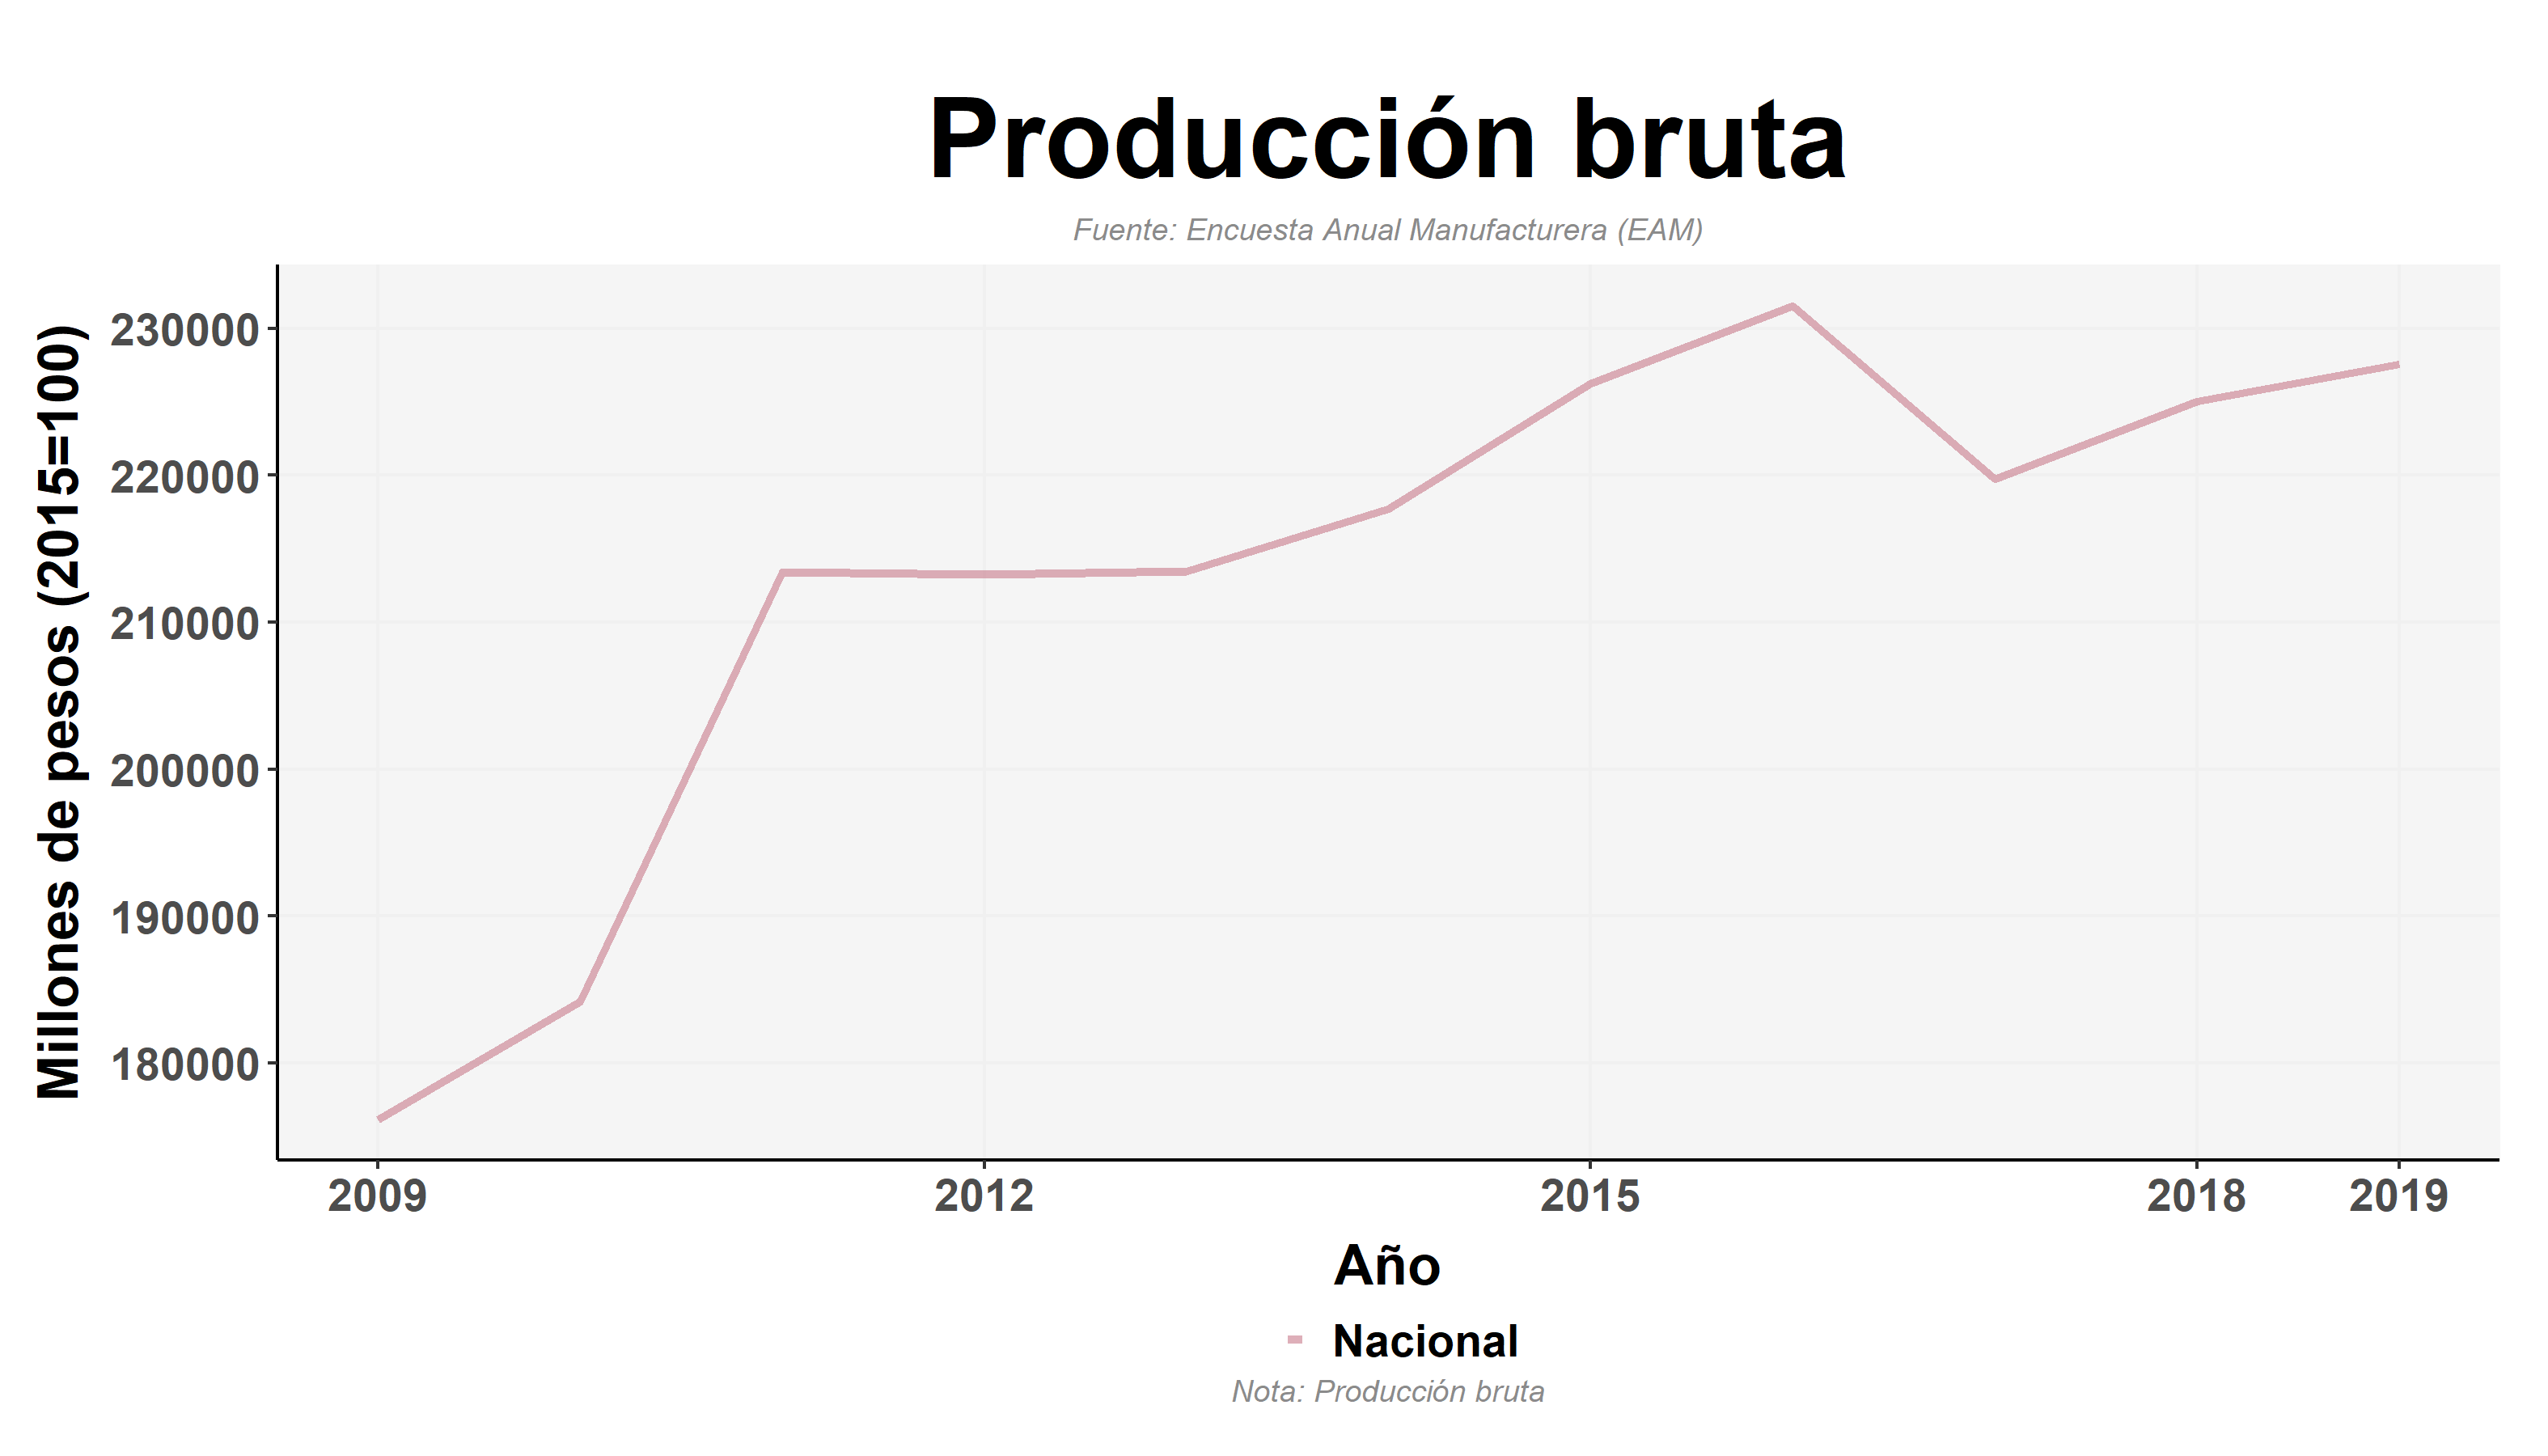 Producción bruta
Fuente: Encuesta Anual Manufacturera (EAM)
Millones de pesos (2015=100)
230000
220000
210000
200000
190000
180000
2009 2012 2015 2018 2019
Año
Nacional
Nota: Producción bruta